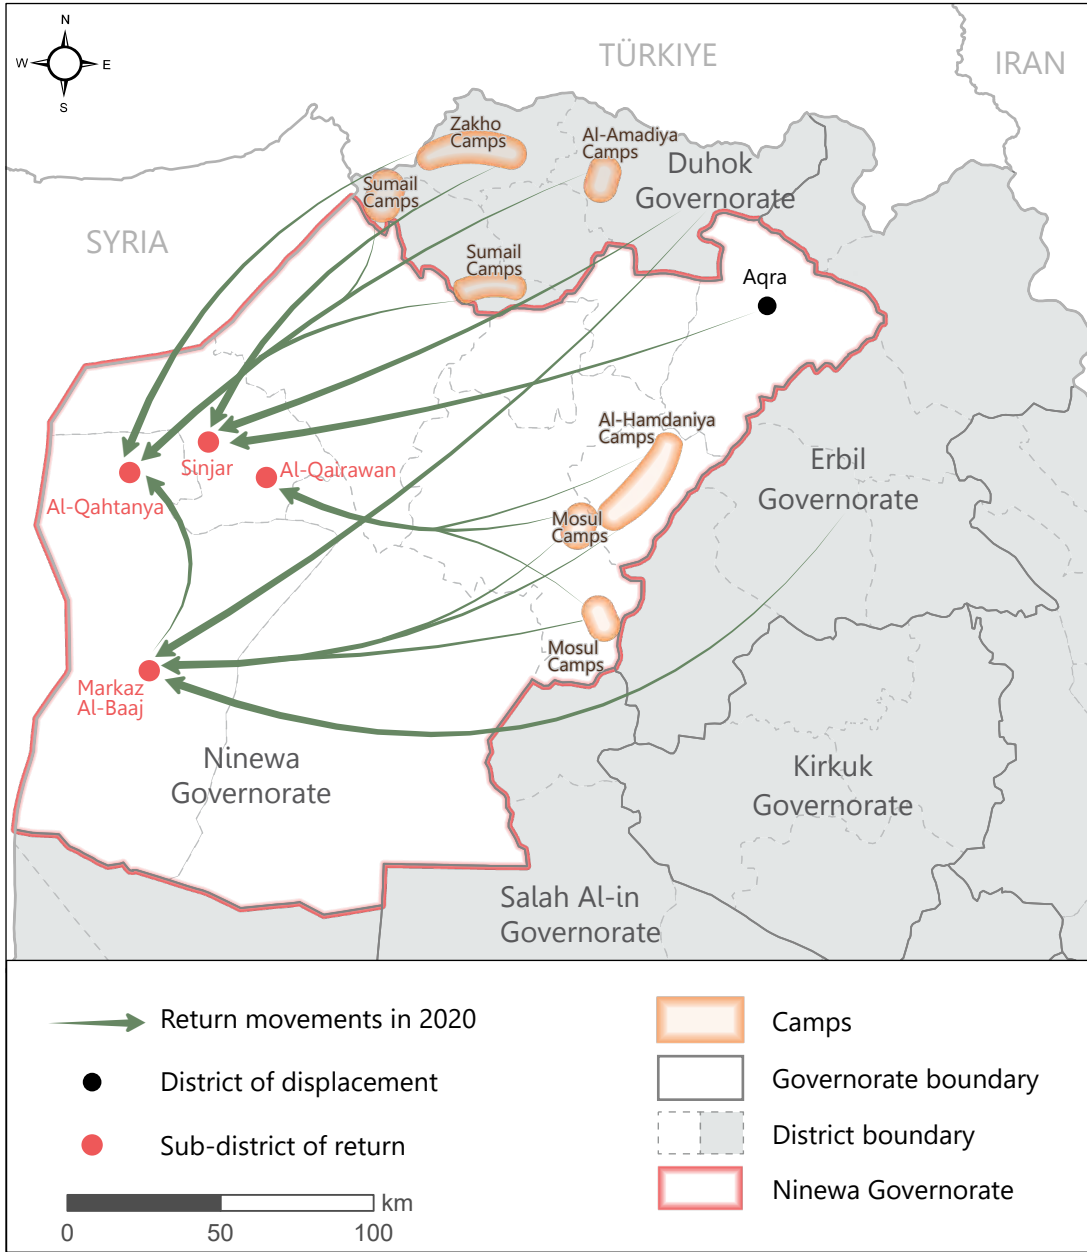 N
W
E
S
TÜRKIYE
IRAN
SYRIA
Zakho
Camps
Al-Amadiya
Camps
Duhok
Governorate
Sumail
Camps
Sumail
Camps
Aqra
Al-Hamdaniya
Camps
Sinjar
Al-Qairawan
Al-Qahtanya
Erbil
Governorate
Mosul
Camps
Mosul
Camps
Markaz
Al-Baaj
Ninewa
Governorate
Kirkuk
Governorate
Salah Al-in
Governorate
Return movements in 2020
District of displacement
Sub-district of return
km
0
50
100
Camps
Governorate boundary
District boundary
Ninewa Governorate